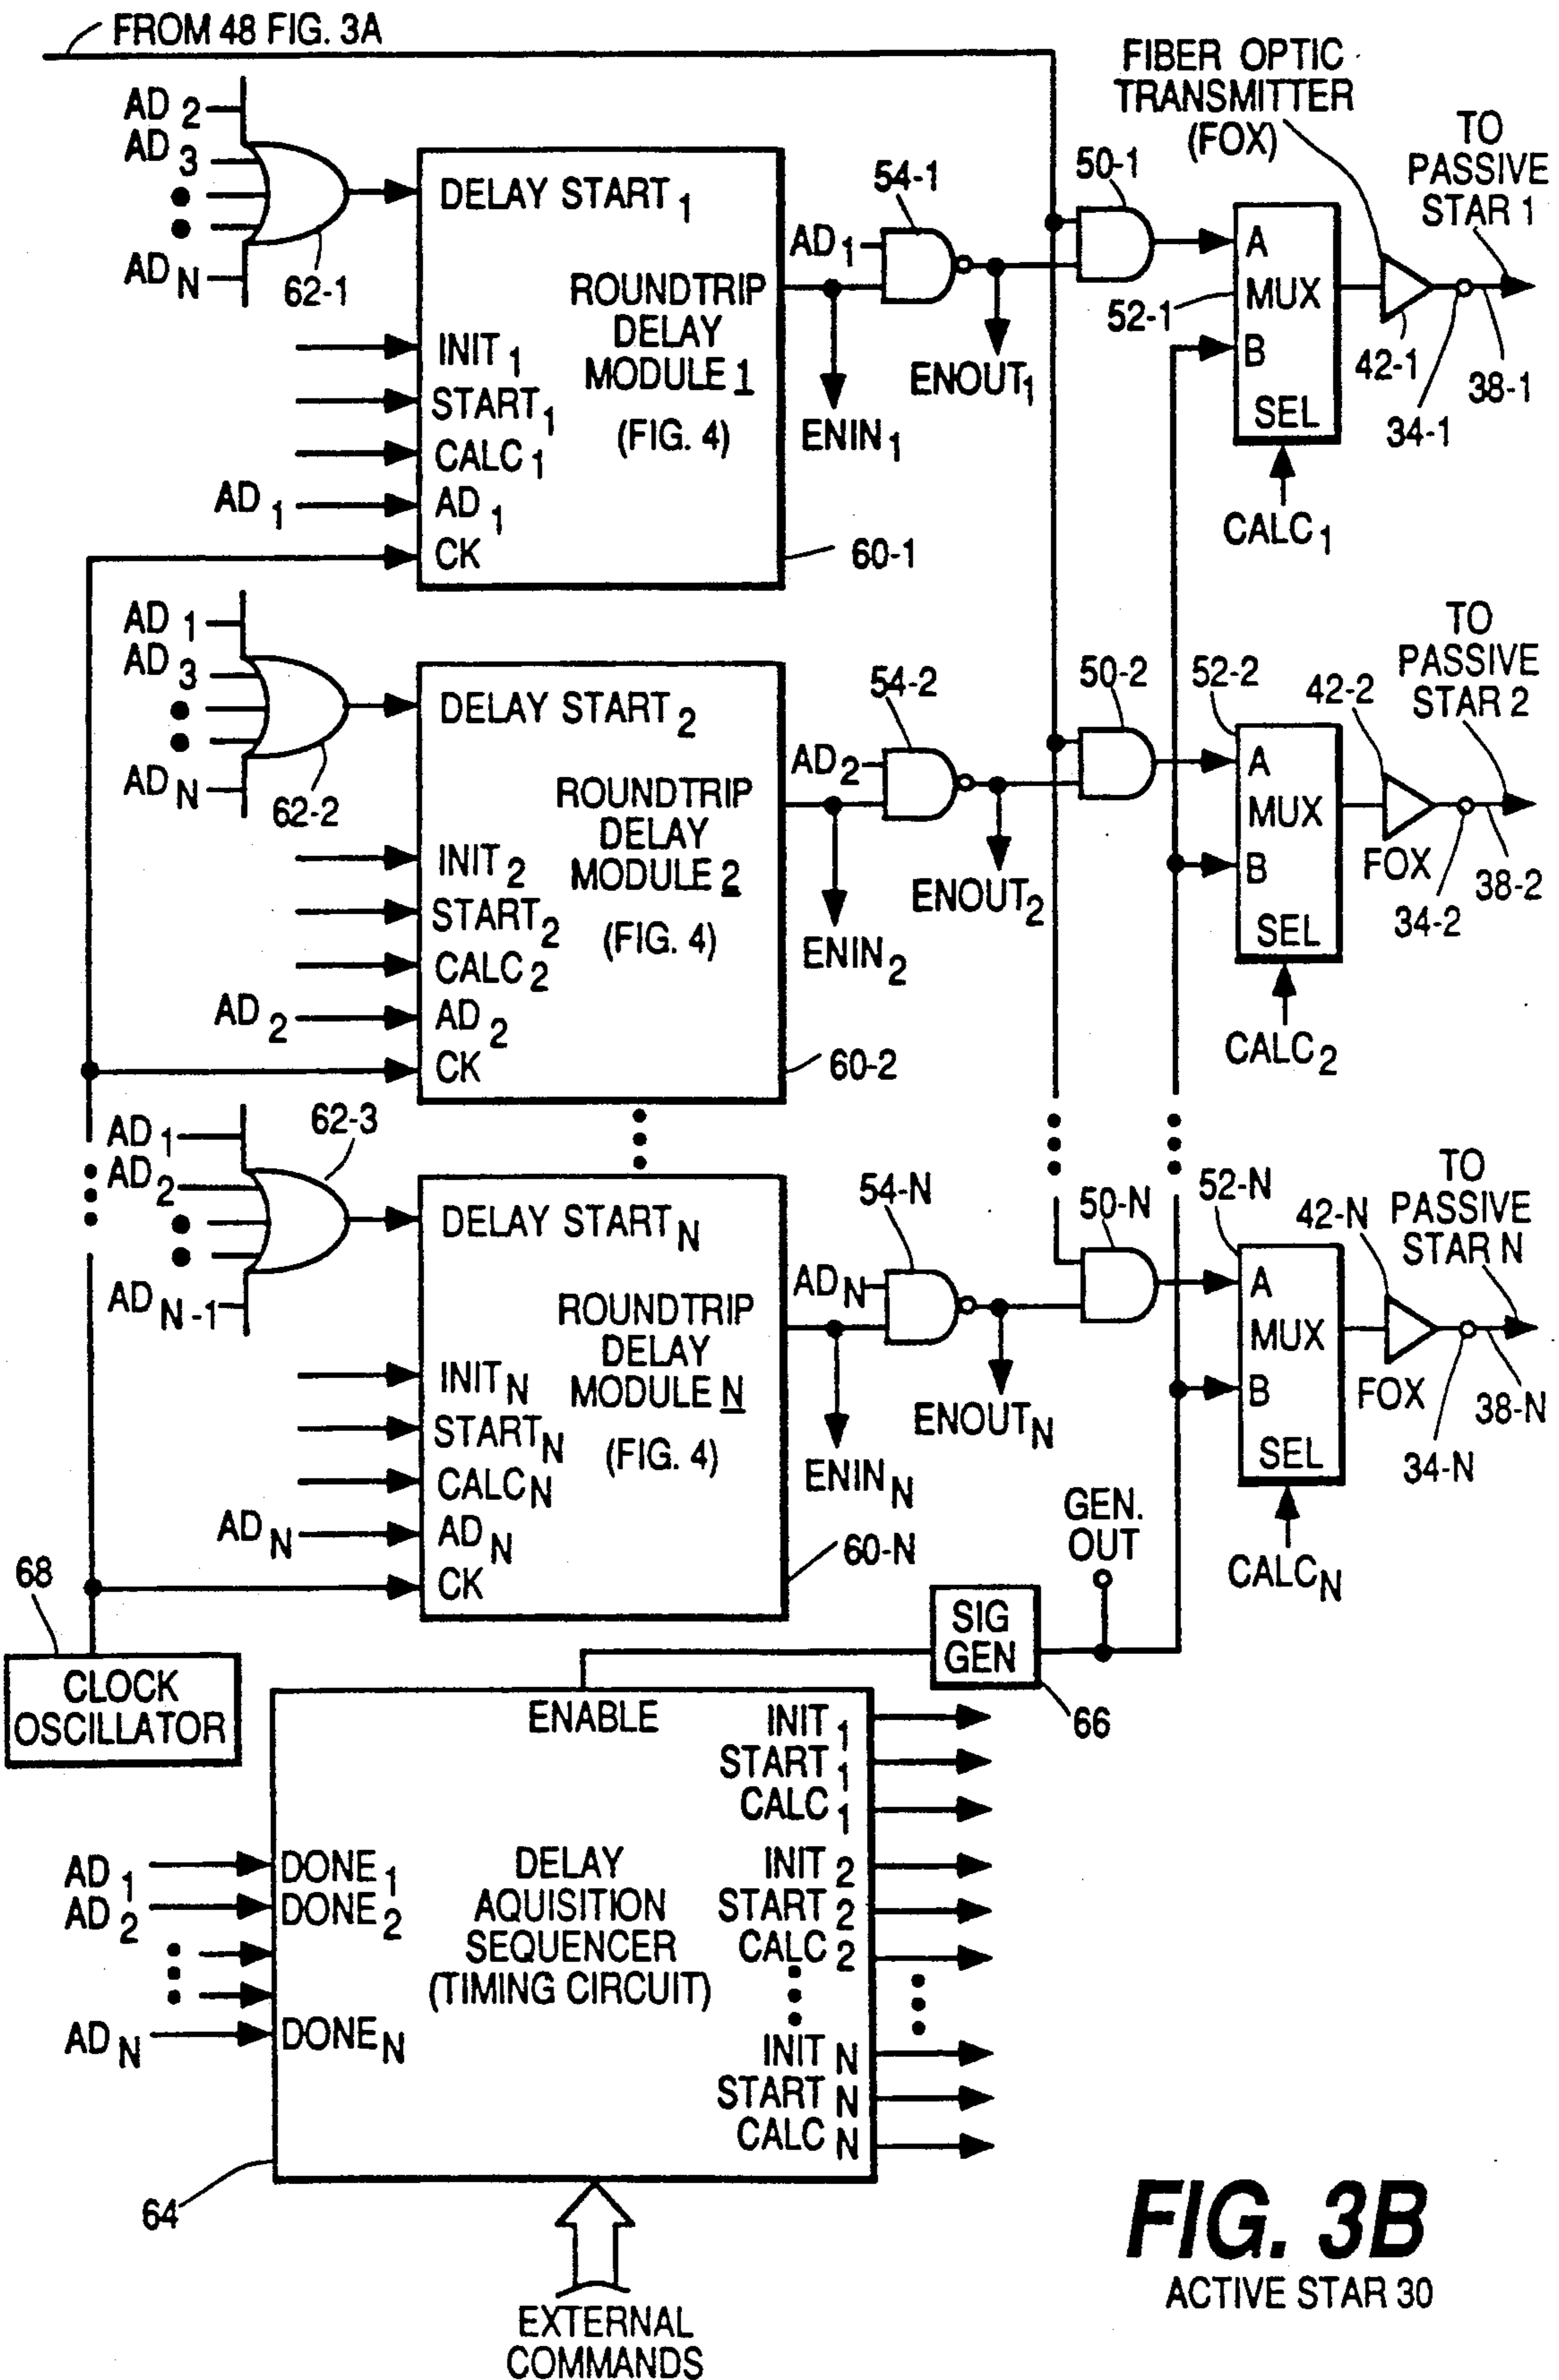 FROM 48 FIG. 3A
FIBER OPTIC
TRANSMITTER
(FOX)
TO
PASSIVE
STAR 1
AD 2
AD 3
AD N
62-1
DELAY START 1
ROUNDTRIP
DELAY
MODULE 1
(FIG. 4)
INIT 1
START 1
CALC 1
AD 1
AD 1
CK
60-1
54-1
AD 1
ENIN 1
ENOUT 1
50-1
52-1
A
MUX
B
SEL
CALC 1
42-1
34-1
38-1
AD 1
AD 3
AD N
62-2
DELAY START 2
ROUNDTRIP
DELAY
MODULE 2
(FIG. 4)
INIT 2
START 2
CALC 2
AD 2
AD 2
CK
60-2
54-2
AD 2
ENIN 2
ENOUT 2
50-2
52-2
A
MUX
B
SEL
CALC 2
42-2
FOX
34-2
38-2
TO
PASSIVE
STAR 2
AD 1
AD 2
AD N-1
62-3
DELAY START N
ROUNDTRIP
DELAY
MODULE N
(FIG. 4)
INIT N
START N
CALC N
AD N
AD N
CK
60-N
54-N
AD N
ENIN N
ENOUT N
50-N
52-N
A
MUX
B
SEL
CALC N
42-N
FOX
34-N
38-N
TO
PASSIVE
STAR N
68
CLOCK
OSCILLATOR
SIG
GEN
66
GEN.
OUT
ENABLE
DELAY
AQUISITION
SEQUENCER
(TIMING CIRCUIT)
AD 1
DONE 1
AD 2
DONE 2
AD N
DONE N
INIT 1
START 1
CALC 1
INIT 2
START 2
CALC 2
INIT N
START N
CALC N
64
EXTERNAL
COMMANDS
FIG. 3B
ACTIVE STAR 30